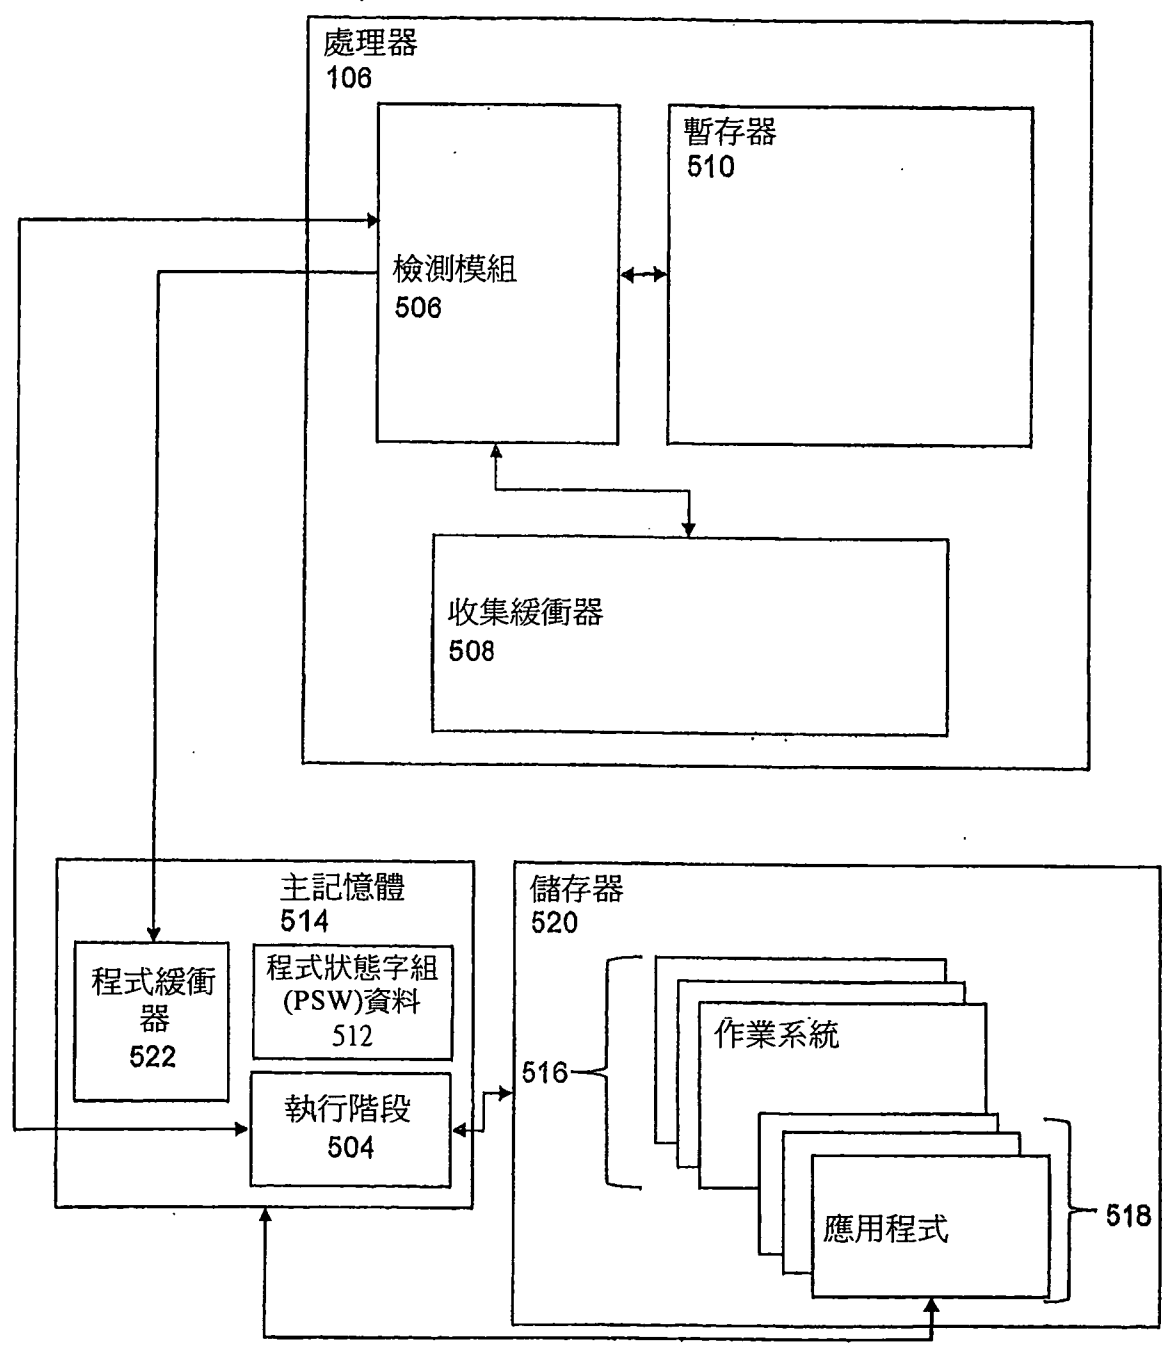 處理器
106
暫存器
510
檢測模組
506
收集緩衝器
508
主記憶體
514
程式緩衝
器
522
程式狀態字組
(PSW)資料
512
執行階段
504
儲存器
520
516
作業系統
518
應用程式